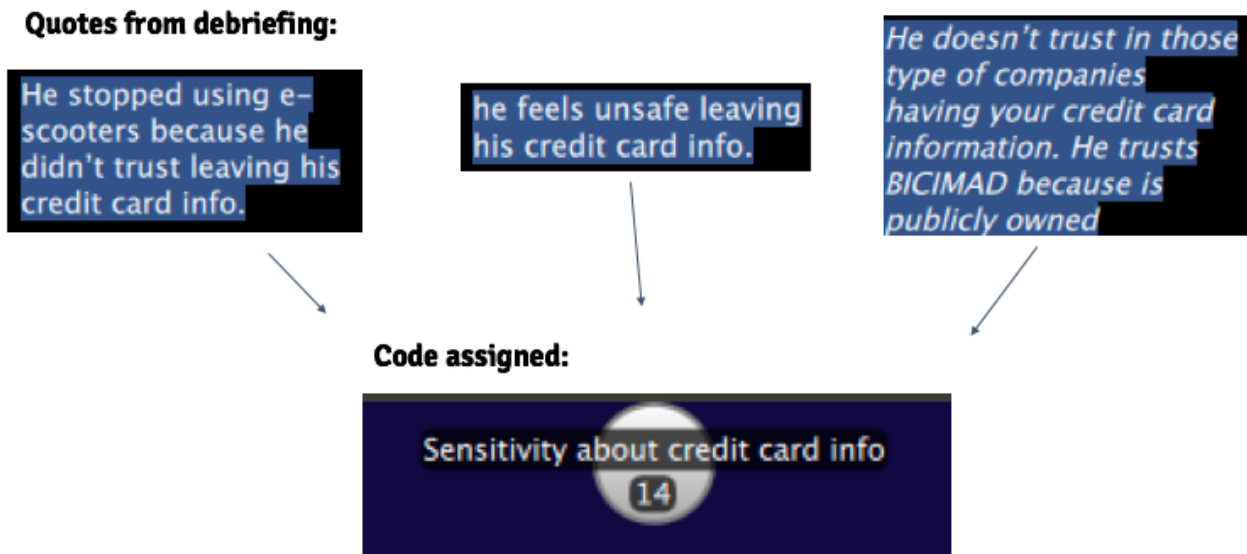 Quotes from debriefing:
He stopped using e-
scooters because he
didn’t trust leaving his
credit card info.
he feels unsafe leaving
his credit card info.
He doesn’t trust in those
type of companies
having your credit card
information. He trusts
BICIMAD because is
publicly owned
Code assigned:
Sensitivity about credit card info
14